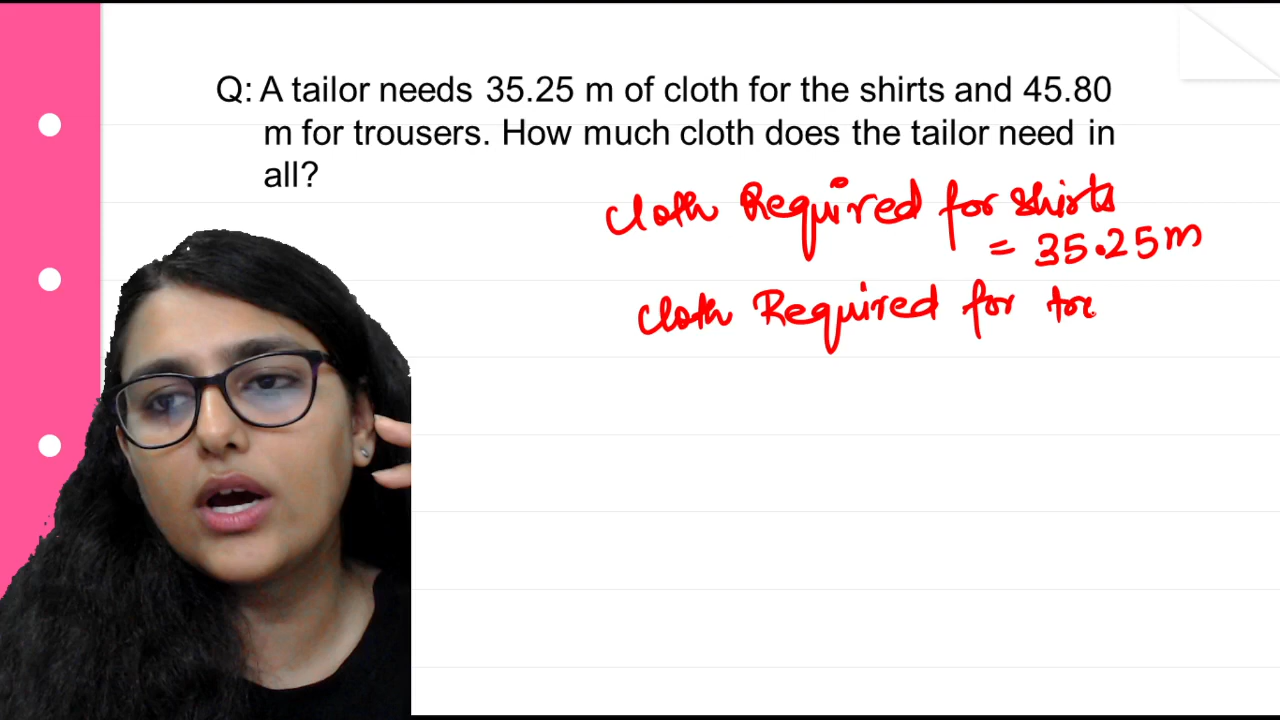 Q: A tailor needs 35.25 m of cloth for the shirts and 45.80
m for trousers. How much cloth does the tailor need in
all?
Cloth Required for shirts
= 35.25m
Cloth Required for tro